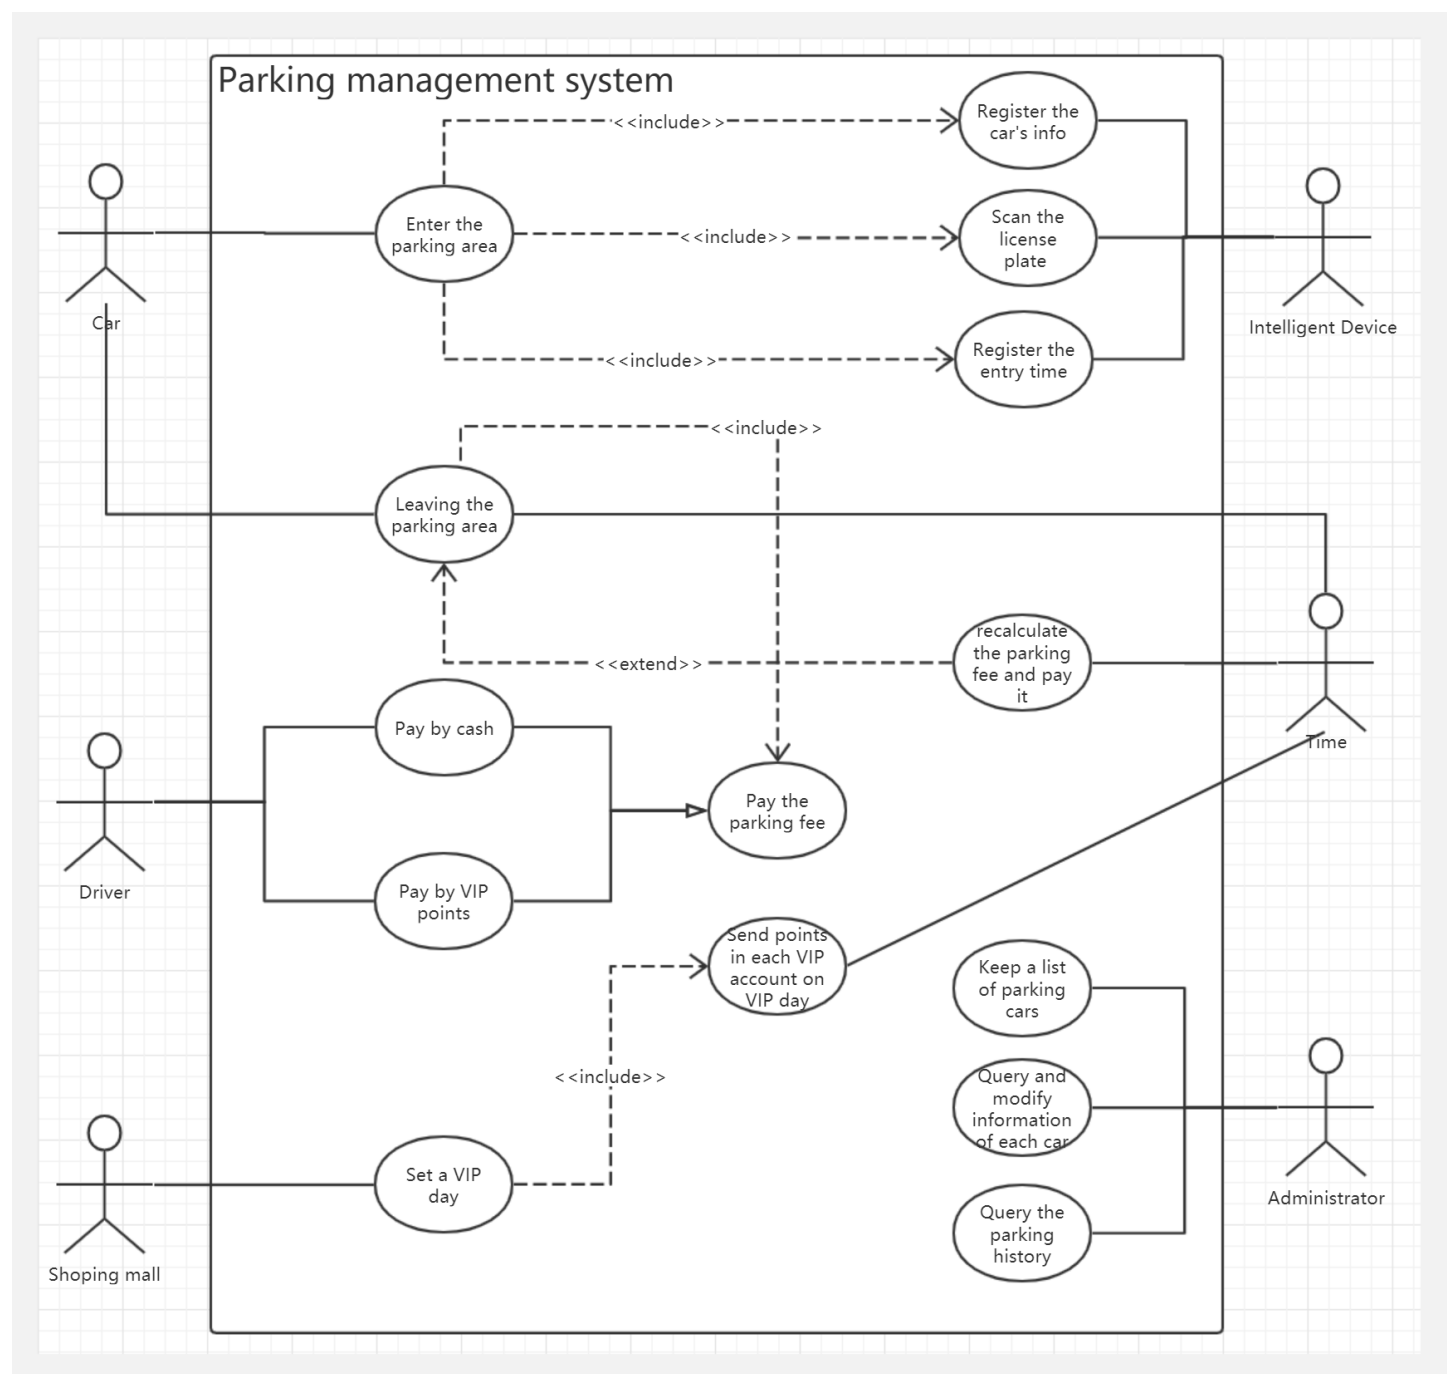 Parking management system
<<include>>
Register the
car's info
Enter the
parking area
<<include>>
Scan the
license
plate
Car
Intelligent Device
<<include>>
Register the
entry time
<<include>>
Leaving the
parking area
<<extend>>
recalculate
the parking
fee and pay
it
Time
Pay by cash
Pay the
parking fee
Driver
Pay by VIP
points
Send points
in each VIP
account on
VIP day
Keep a list
of parking
cars
<<include>>
Query and
modify
information
of each car
Set a VIP
day
Administrator
Query the
parking
history
Shoping mall